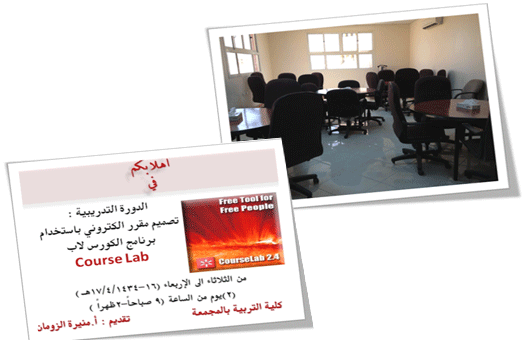 اهلا بكم
في
الدورة التدريبية :
تصميم مقرر الكتروني باستخدام
برنامج الكورس لاب
Course Lab
Free Tool for
Free People
CourseLab 2.4
من الثلاثاء الى الإربعاء (١٦-١٧/٤/١٤٣٤هـ)
(٢)يوم من الساعة (٩ صباحاً-٢ظهراً )
كلية التربية بالمجمعة
تقديم : أ.منيرة الزومان